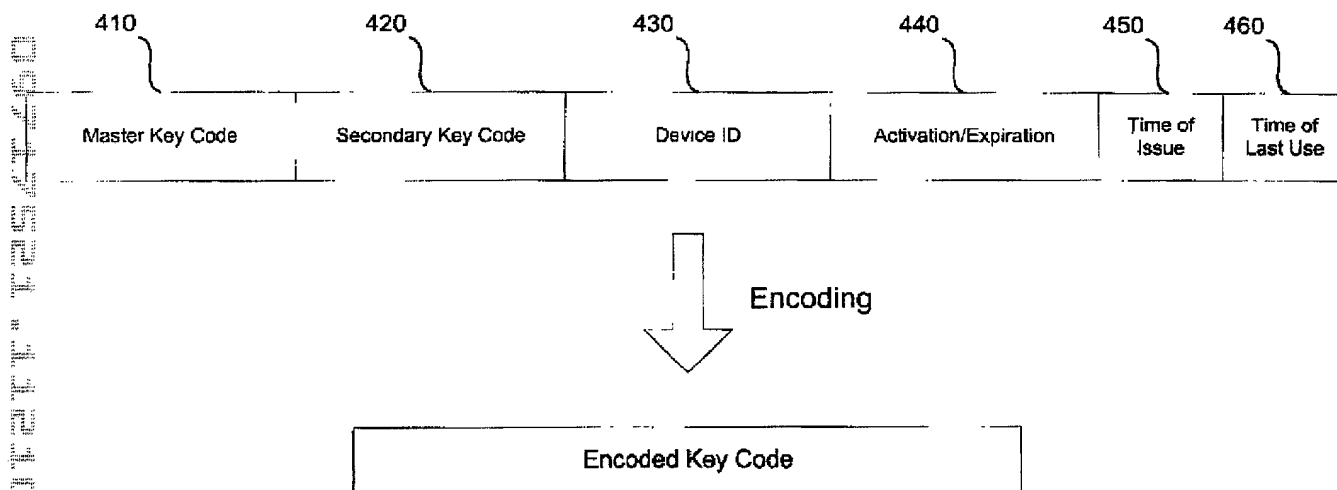 410 420 430 440 450 460
Master Key Code Secondary Key Code Device ID Activation/Expiration Time of Issue Time of Last Use
Encoding
Encoded Key Code